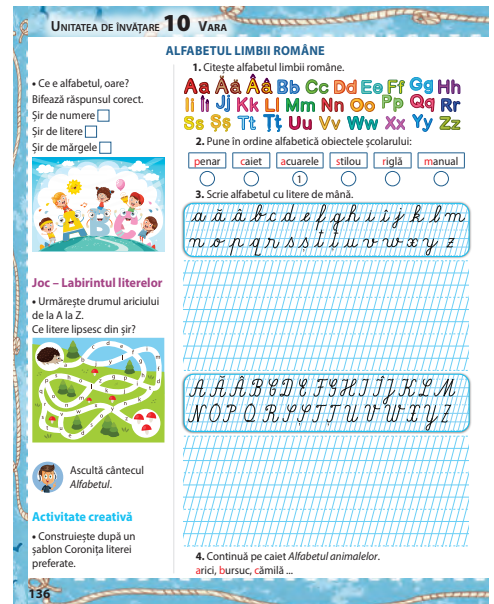 UNITATEA DE ÎNVĂȚARE 10 VARA
ALFABETUL LIMBII ROMÂNE
• Ce e alfabetul, oare?
Bifează răspunsul corect.
Șir de numere
Șir de litere
Șir de mărgele
A B C
Joc – Labirintul literelor
• Urmărește drumul ariciului
de la A la Z.
Ce litere lipsesc din șir?
Ascultă cântecul
Alfabetul.
Activitate creativă
• Construiește după un
șablon Coronița literei
preferate.
1. Citește alfabetul limbii române.
Aa Ăă Ââ Bb Cc Dd Ee Ff Gg Hh
Ii Îî Jj Kk Ll Mm Nn Oo Pp Qq Rr
Ss Șș Tt Țț Uu Vv Ww Xx Yy Zz
2. Pune în ordine alfabetică obiectele școlarului:
penar caiet acuarele stilou riglă manual
1
3. Scrie alfabetul cu litere de mână.
a ă â b c d e f g h i î j k l m
n o p q r s ș t ț u v w x y z
A Ă Â B C D E F G H I Î J K L M
N O P Q R S Ș T Ț U V W X Y Z
4. Continuă pe caiet Alfabetul animalelor.
arici, bursuc, cămilă ...
136